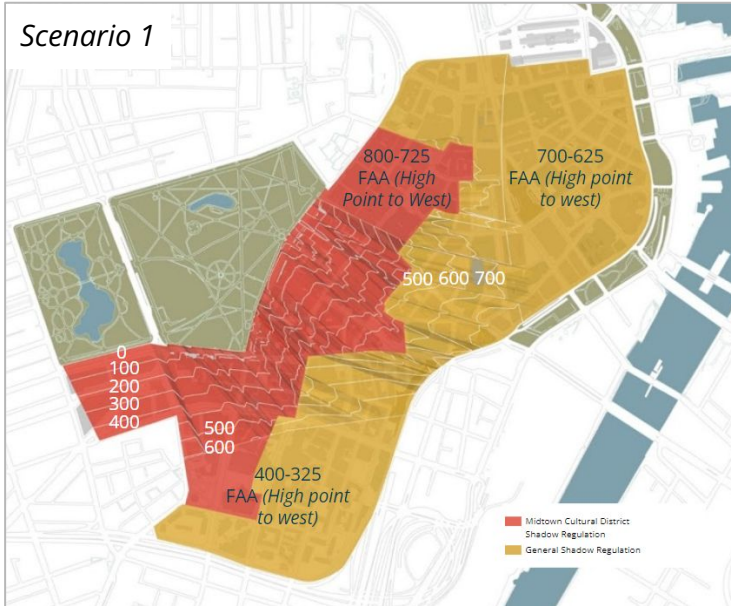 Scenario 1
800-725
FAA (High
Point to West)
700-625
FAA (High point
to west)
500 600 700
0
100
200
300
400
500
600
400-325
FAA (High point
to west)
Midtown Cultural District
Shadow Regulation
General Shadow Regulation